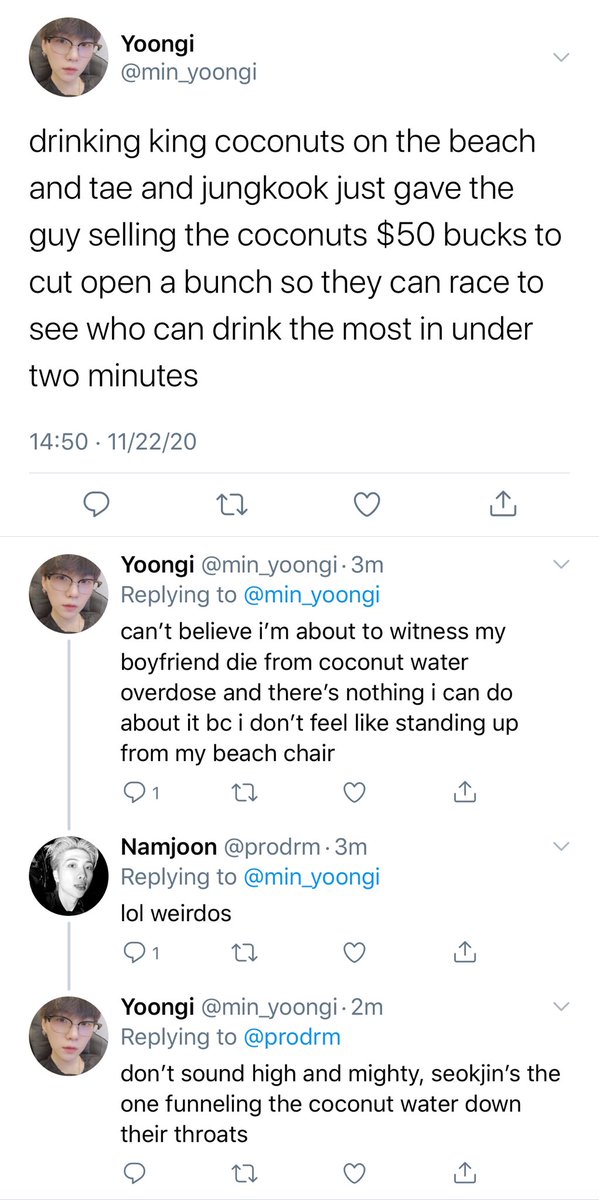 Yoongi
@min_yoongi
drinking king coconuts on the beach
and tae and jungkook just gave the
guy selling the coconuts $50 bucks to
cut open a bunch so they can race to
see who can drink the most in under
two minutes
14:50 · 11/22/20
Yoongi @min_yoongi · 3m
Replying to @min_yoongi
can’t believe i’m about to witness my
boyfriend die from coconut water
overdose and there’s nothing i can do
about it bc i don’t feel like standing up
from my beach chair
1
Namjoon @prodrm · 3m
Replying to @min_yoongi
lol weirdos
1
Yoongi @min_yoongi · 2m
Replying to @prodrm
don’t sound high and mighty, seokjin’s the
one funneling the coconut water down
their throats